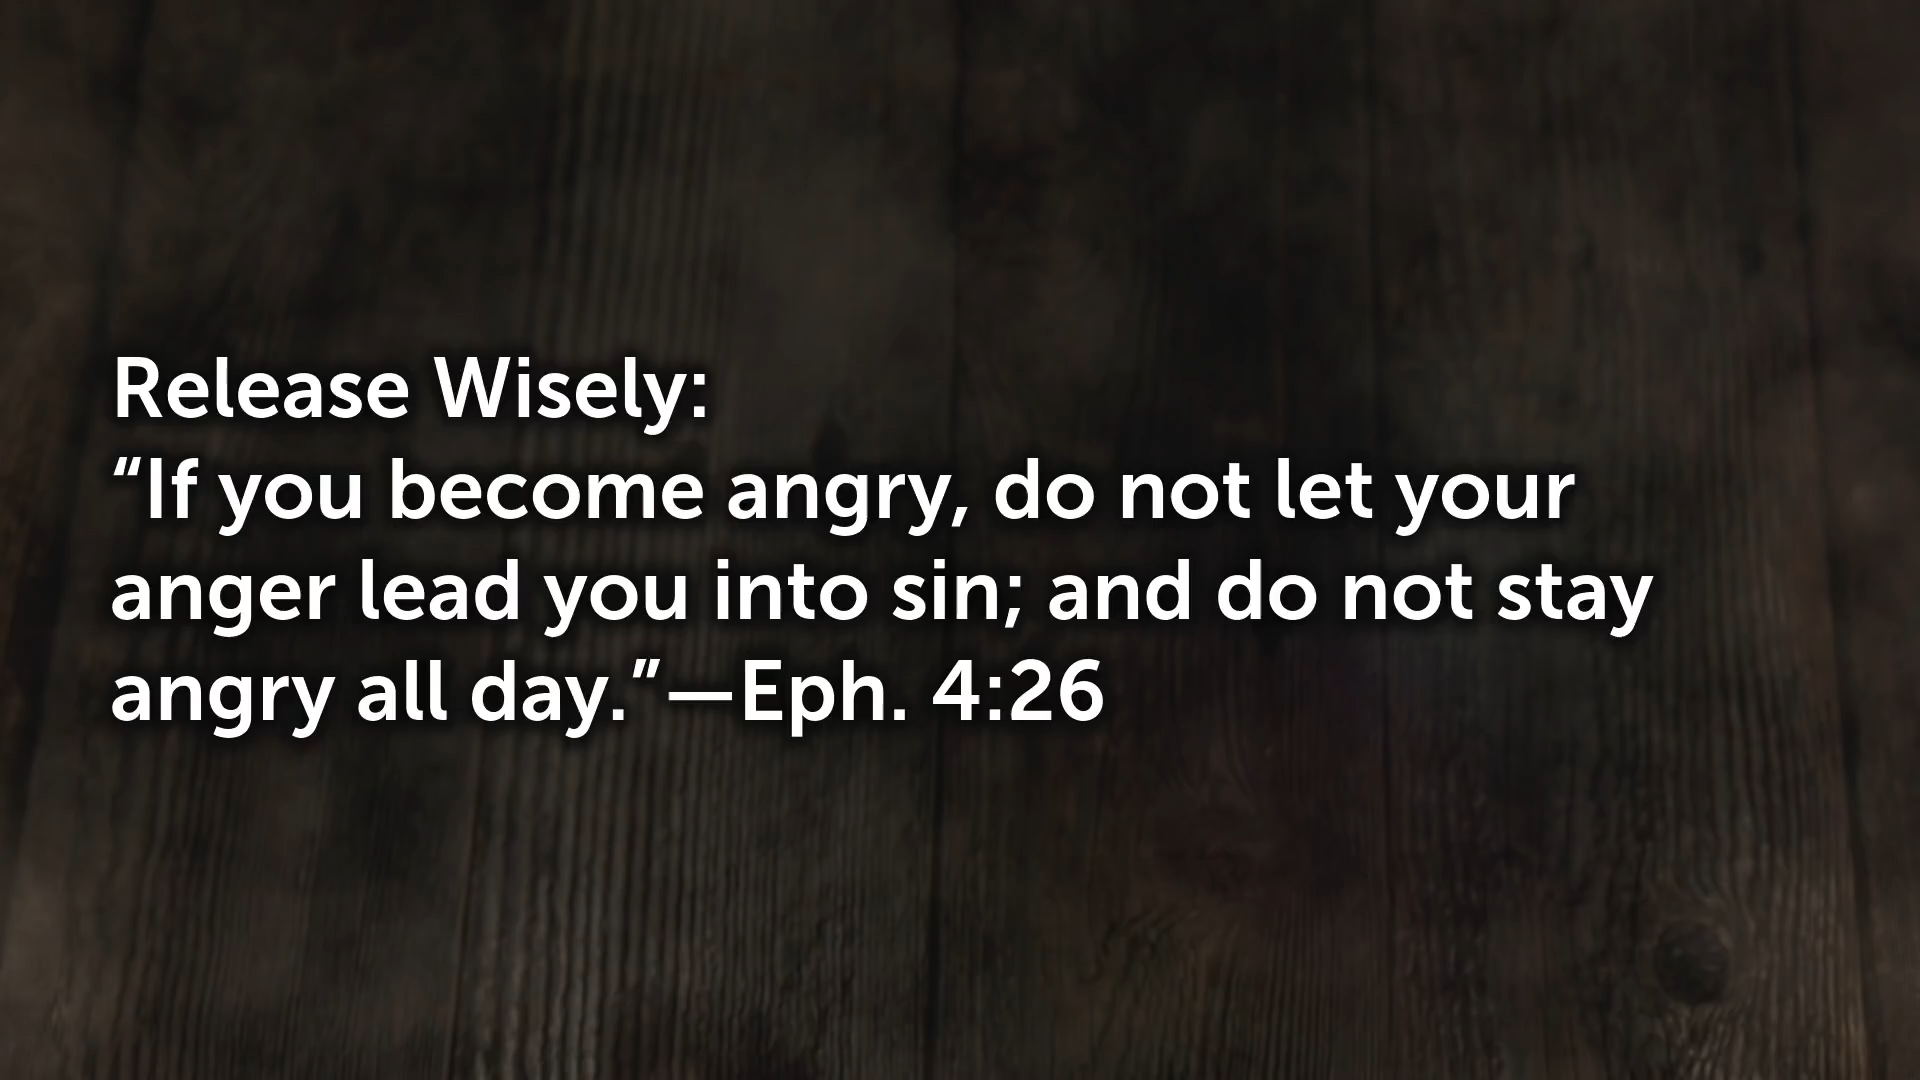 Release Wisely:
“If you become angry, do not let your
anger lead you into sin; and do not stay
angry all day.”—Eph. 4:26